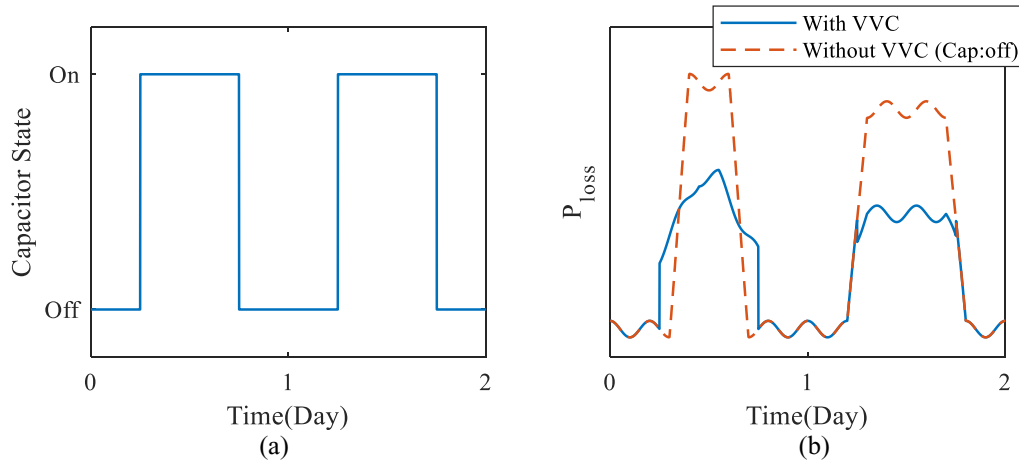 On
Capacitor State
Off
0
1
2
Time(Day)
(a)
With VVC
Without VVC (Cap:off)
P_loss
0
1
2
Time(Day)
(b)